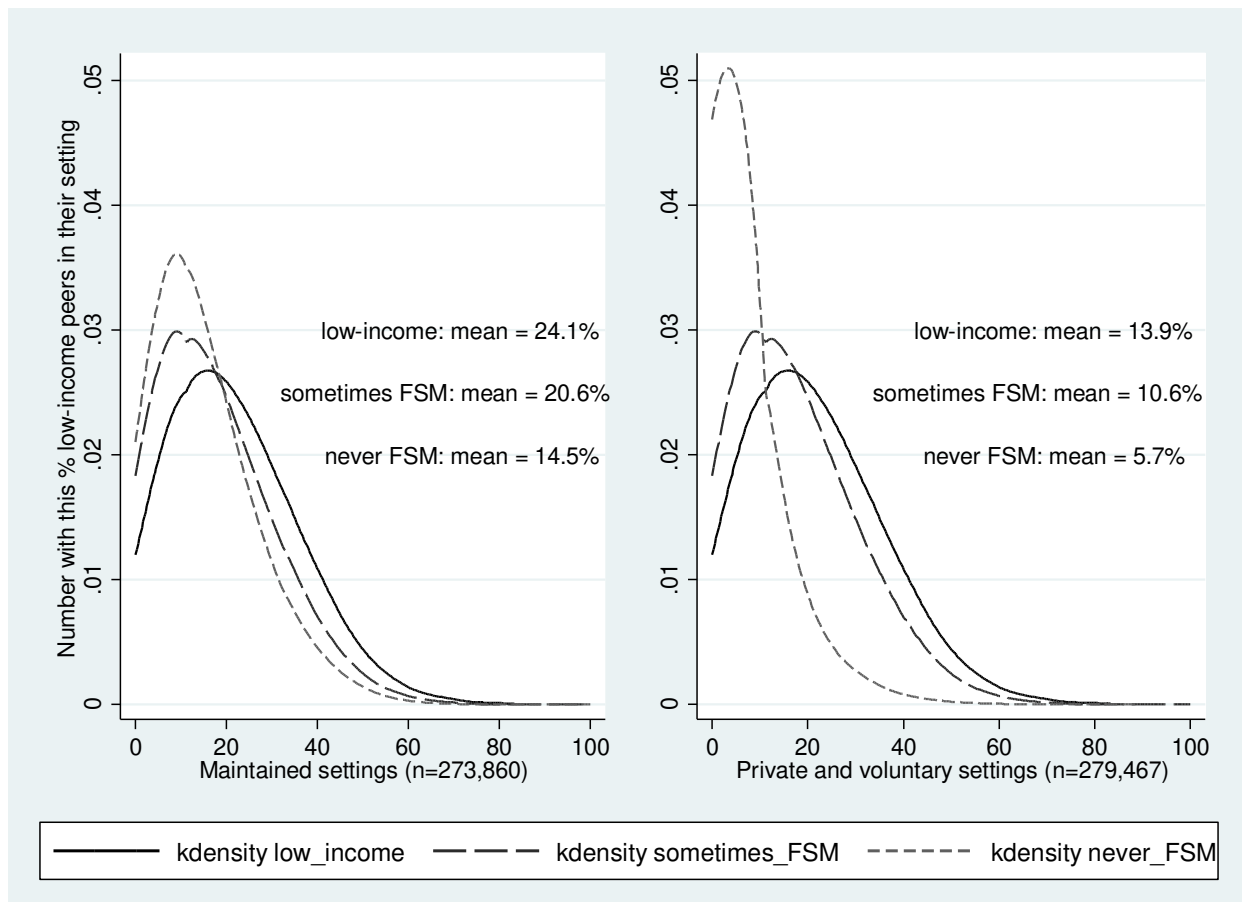 Number with this % low-income peers in their setting
.05
.04
.03
.02
.01
0
low-income: mean = 24.1%
sometimes FSM: mean = 20.6%
never FSM: mean = 14.5%
0 20 40 60 80 100
Maintained settings (n=273,860)
.05
.04
.03
.02
.01
0
low-income: mean = 13.9%
sometimes FSM: mean = 10.6%
never FSM: mean = 5.7%
0 20 40 60 80 100
Private and voluntary settings (n=279,467)
kdensity low_income kdensity sometimes_FSM kdensity never_FSM